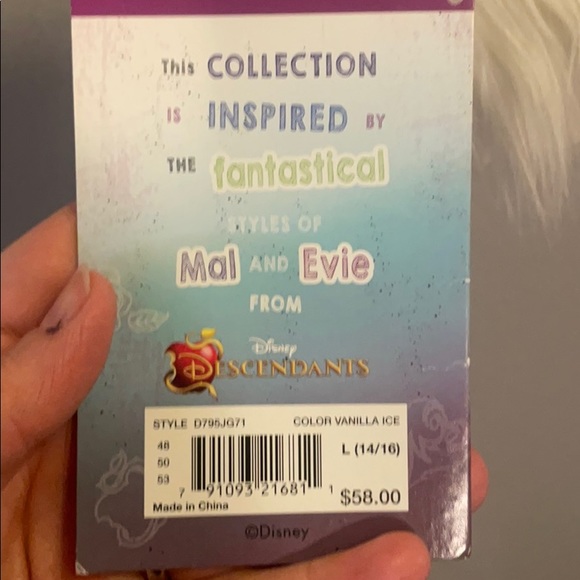 This COLLECTION
IS INSPIRED BY
THE fantastical
STYLES OF
Mal AND Evie
FROM
Disney
DESCENDANTS
STYLE D795JG71 COLOR VANILLA ICE
48
50
53
L (14/16)
7 91093 21681 1
$58.00
Made in China
©Disney